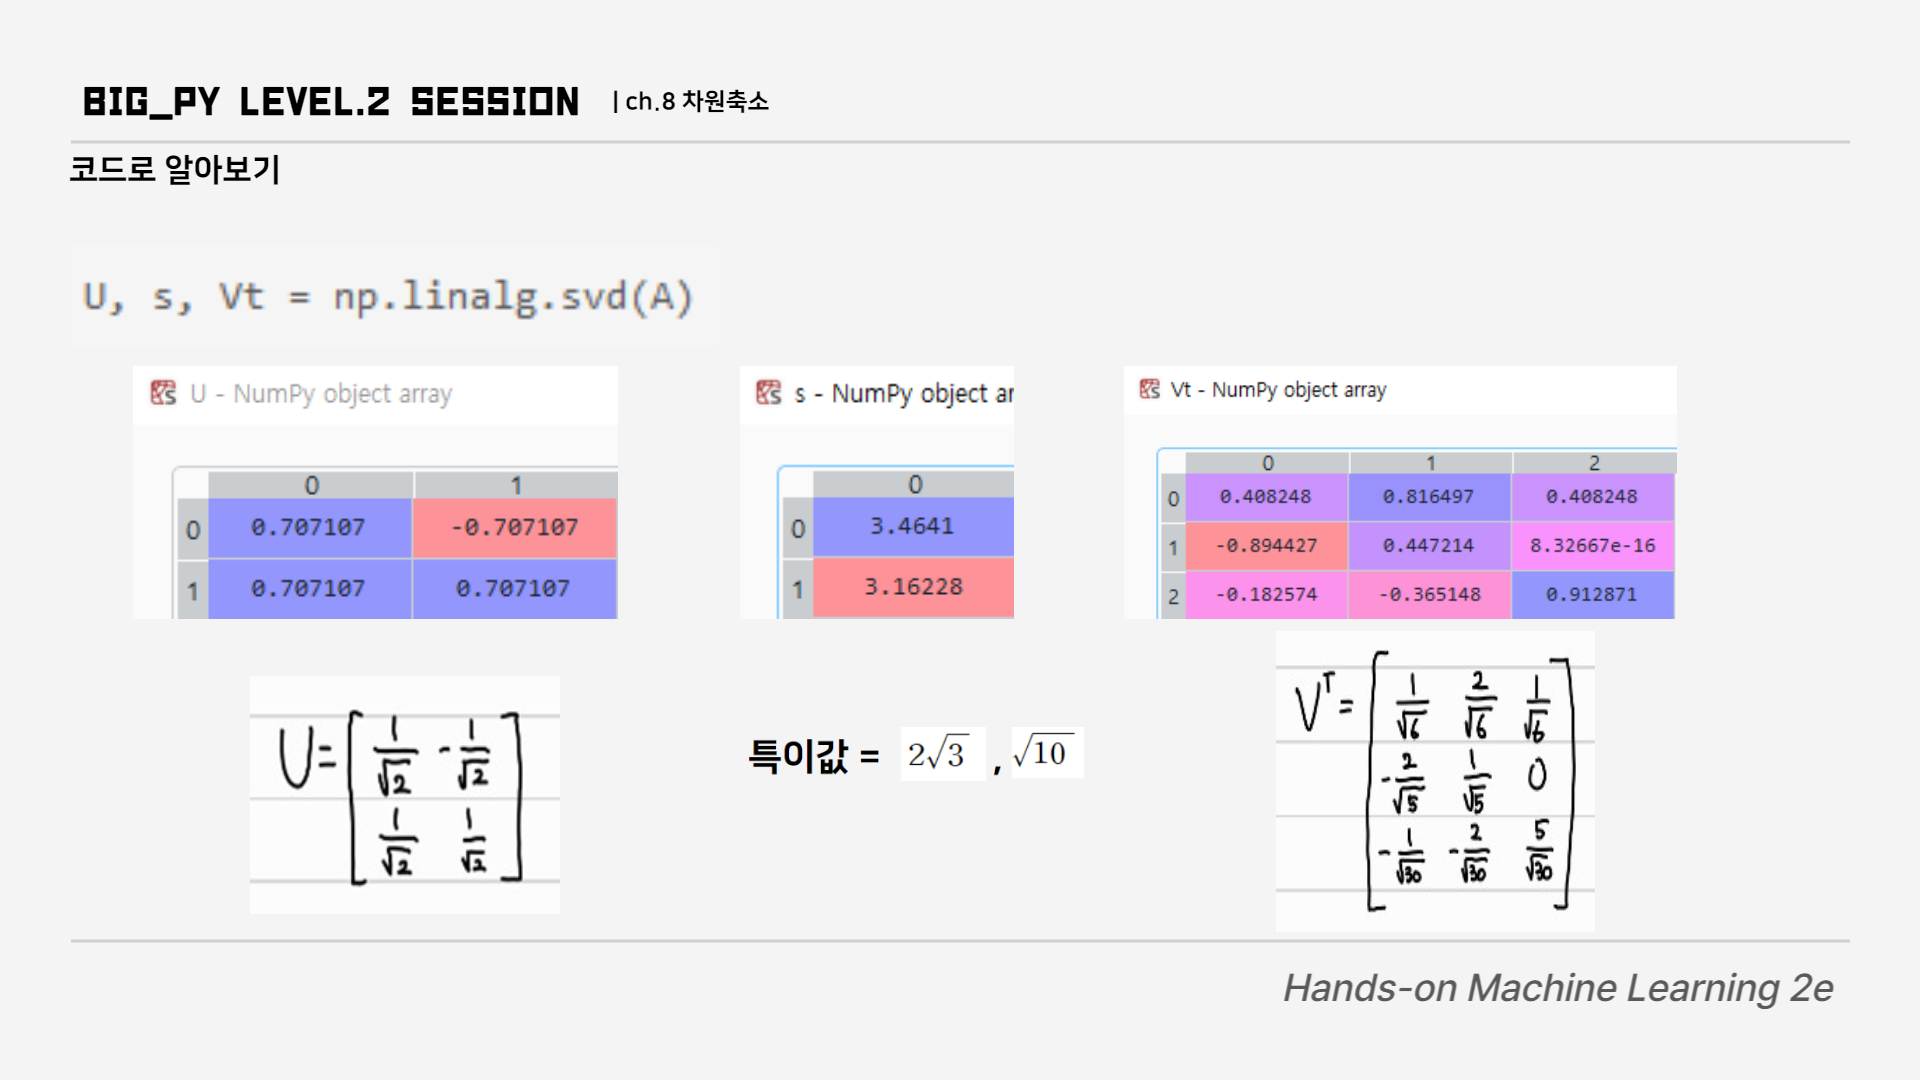 BIG_PY LEVEL.2 SESSION | ch.8 차원축소
코드로 알아보기
U, s, Vt = np.linalg.svd(A)
U - NumPy object array
0 1
0 0.707107 -0.707107
1 0.707107 0.707107
s - NumPy object ar
0
0 3.4641
1 3.16228
Vt - NumPy object array
0 1 2
0 0.408248 0.816497 0.408248
1 -0.894427 0.447214 8.32667e-16
2 -0.182574 -0.365148 0.912871
U = [ 1/√2 -1/√2
1/√2 1/√2 ]
특이값 = 2√3 , √10
V^T = [ 1/√6 2/√6 1/√6
-2/√5 1/√5 0
-1/√30 -2/√30 5/√30 ]
Hands-on Machine Learning 2e